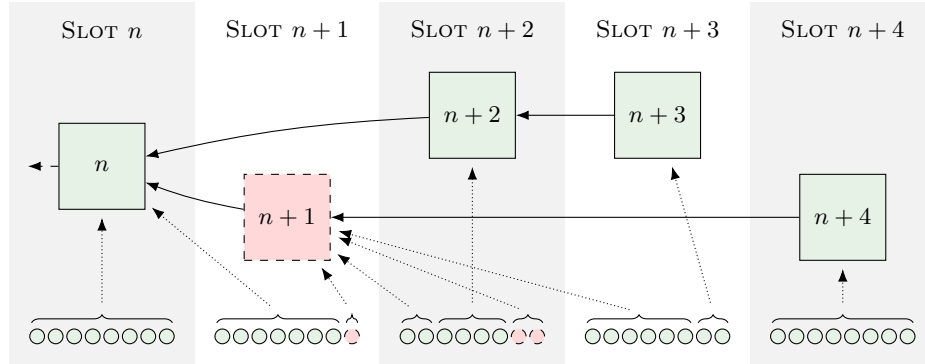 SLOT n
SLOT n + 1
SLOT n + 2
SLOT n + 3
SLOT n + 4
n + 2
n + 3
n
n + 1
n + 4